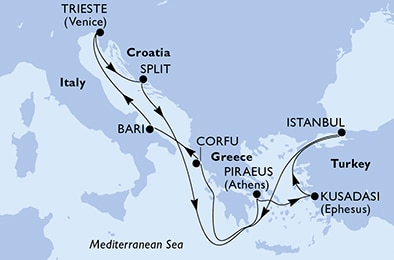 TRIESTE
(Venice)
Croatia
SPLIT
Italy
BARI
CORFU
ISTANBUL
Greece
PIRAEUS
(Athens)
Turkey
KUSADASI
(Ephesus)
Mediterranean Sea